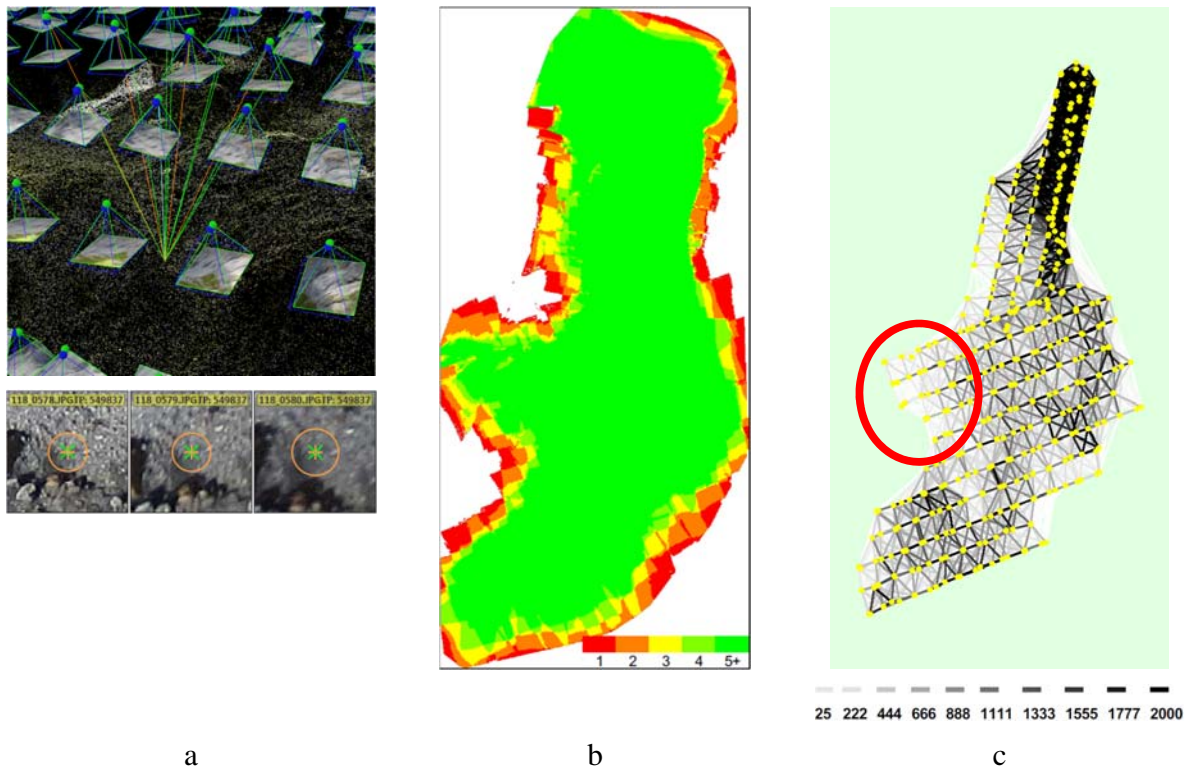 118_0578.JPGTP: 549837
118_0579.JPGTP: 549837
118_0580.JPGTP: 549837
1 2 3 4 5+
25 222 444 666 888 1111 1333 1555 1777 2000
a b c